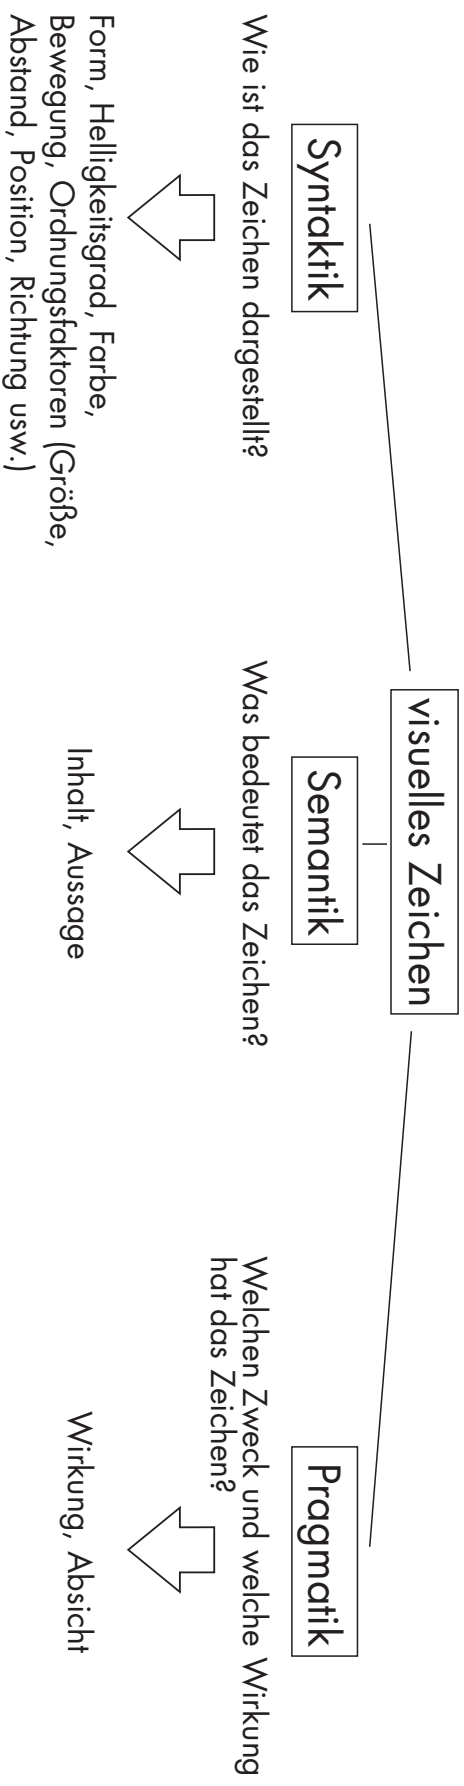 visuelles Zeichen
Syntaktik
Wie ist das Zeichen dargestellt?
Form, Helligkeitsgrad, Farbe,
Bewegung, Ordnungsfaktoren (Größe,
Abstand, Position, Richtung usw.)
Semantik
Was bedeutet das Zeichen?
Inhalt, Aussage
Pragmatik
Welchen Zweck und welche Wirkung
hat das Zeichen?
Wirkung, Absicht